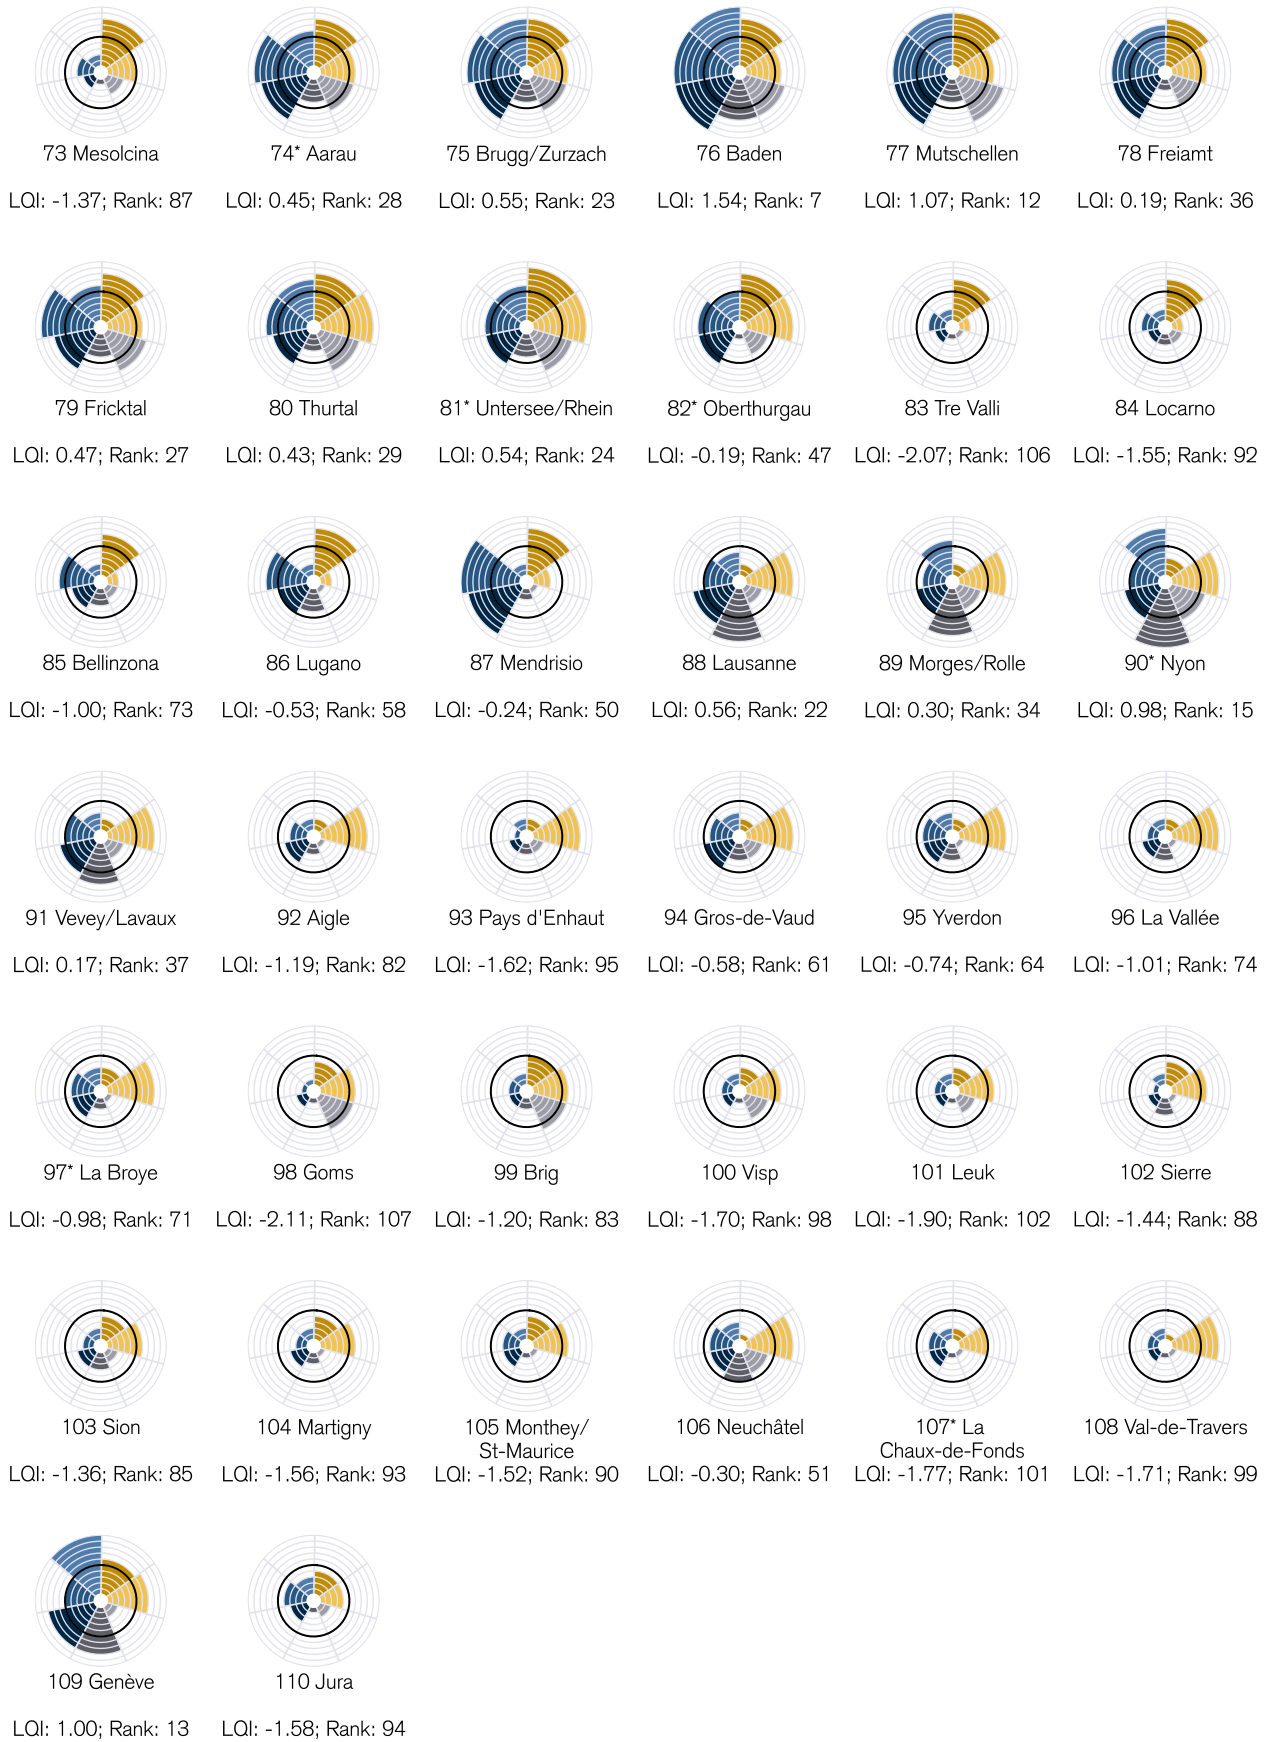 73 Mesolcina
LQI: -1.37; Rank: 87
74* Aarau
LQI: 0.45; Rank: 28
75 Brugg/Zurzach
LQI: 0.55; Rank: 23
76 Baden
LQI: 1.54; Rank: 7
77 Mutschellen
LQI: 1.07; Rank: 12
78 Freiamt
LQI: 0.19; Rank: 36
79 Fricktal
LQI: 0.47; Rank: 27
80 Thurtal
LQI: 0.43; Rank: 29
81* Untersee/Rhein
LQI: 0.54; Rank: 24
82* Oberthurgau
LQI: -0.19; Rank: 47
83 Tre Valli
LQI: -2.07; Rank: 106
84 Locarno
LQI: -1.55; Rank: 92
85 Bellinzona
LQI: -1.00; Rank: 73
86 Lugano
LQI: -0.53; Rank: 58
87 Mendrisio
LQI: -0.24; Rank: 50
88 Lausanne
LQI: 0.56; Rank: 22
89 Morges/Rolle
LQI: 0.30; Rank: 34
90* Nyon
LQI: 0.98; Rank: 15
91 Vevey/Lavaux
LQI: 0.17; Rank: 37
92 Aigle
LQI: -1.19; Rank: 82
93 Pays d'Enhaut
LQI: -1.62; Rank: 95
94 Gros-de-Vaud
LQI: -0.58; Rank: 61
95 Yverdon
LQI: -0.74; Rank: 64
96 La Vallée
LQI: -1.01; Rank: 74
97* La Broye
LQI: -0.98; Rank: 71
98 Goms
LQI: -2.11; Rank: 107
99 Brig
LQI: -1.20; Rank: 83
100 Visp
LQI: -1.70; Rank: 98
101 Leuk
LQI: -1.90; Rank: 102
102 Sierre
LQI: -1.44; Rank: 88
103 Sion
LQI: -1.36; Rank: 85
104 Martigny
LQI: -1.56; Rank: 93
105 Monthey/
St-Maurice
LQI: -1.52; Rank: 90
106 Neuchâtel
LQI: -0.30; Rank: 51
107* La
Chaux-de-Fonds
LQI: -1.77; Rank: 101
108 Val-de-Travers
LQI: -1.71; Rank: 99
109 Genève
LQI: 1.00; Rank: 13
110 Jura
LQI: -1.58; Rank: 94